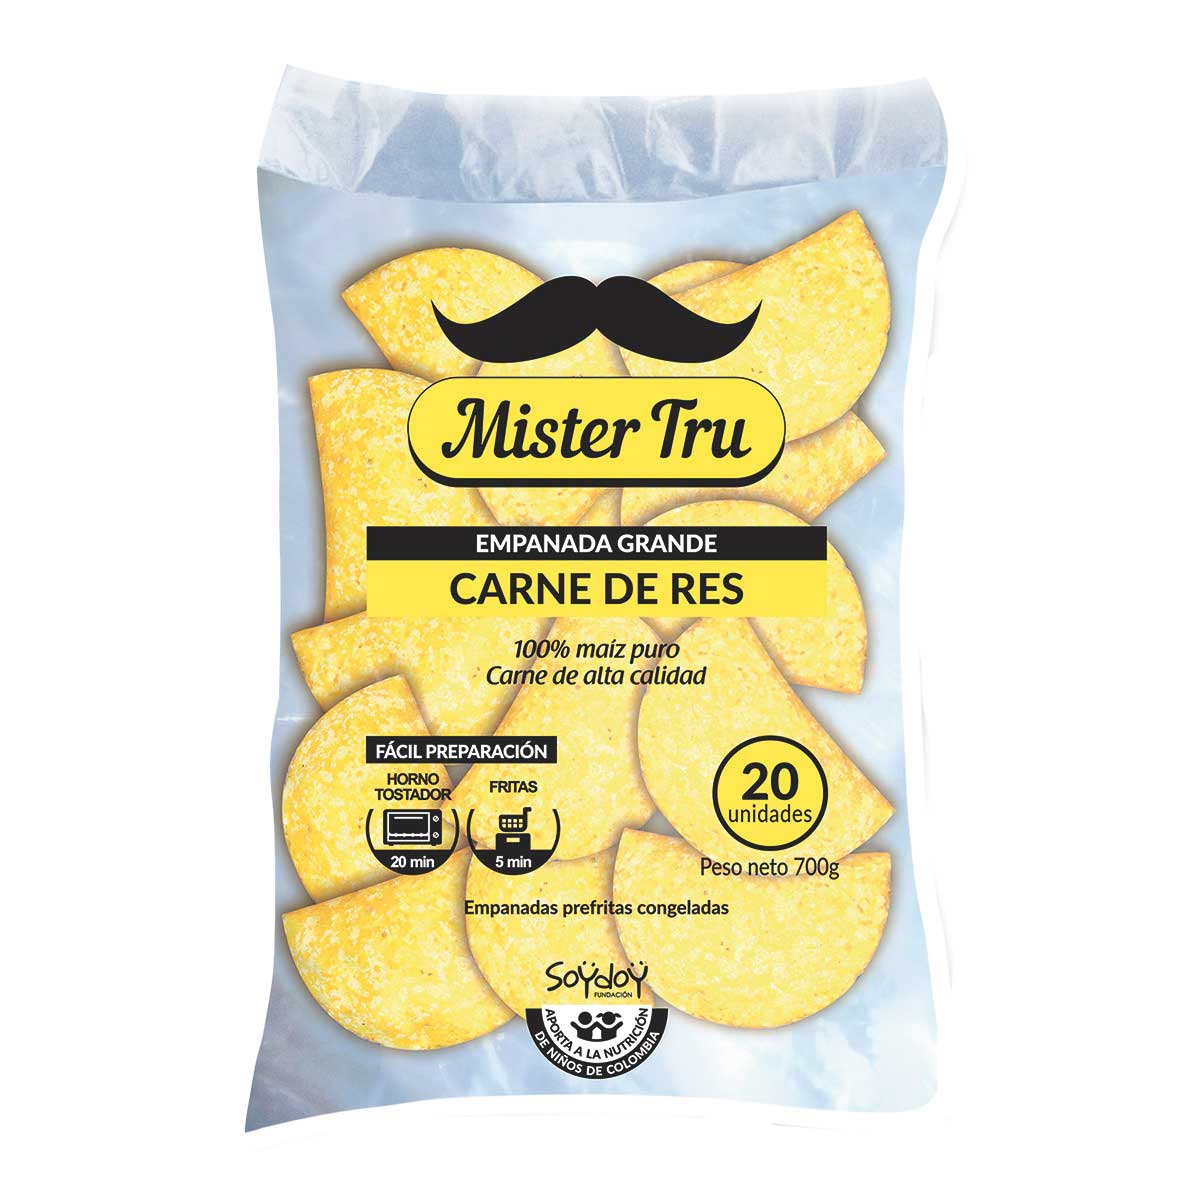 Mister Tru
EMPANADA GRANDE
CARNE DE RES
100% maíz puro
Carne de alta calidad
FÁCIL PREPARACIÓN
HORNO
TOSTADOR
20 min
FRITAS
5 min
20
unidades
Peso neto 700g
Empanadas prefritas congeladas
SoŸdoŸ
FUNDACIÓN
APORTA A LA NUTRICIÓN
DE NIÑOS DE COLOMBIA